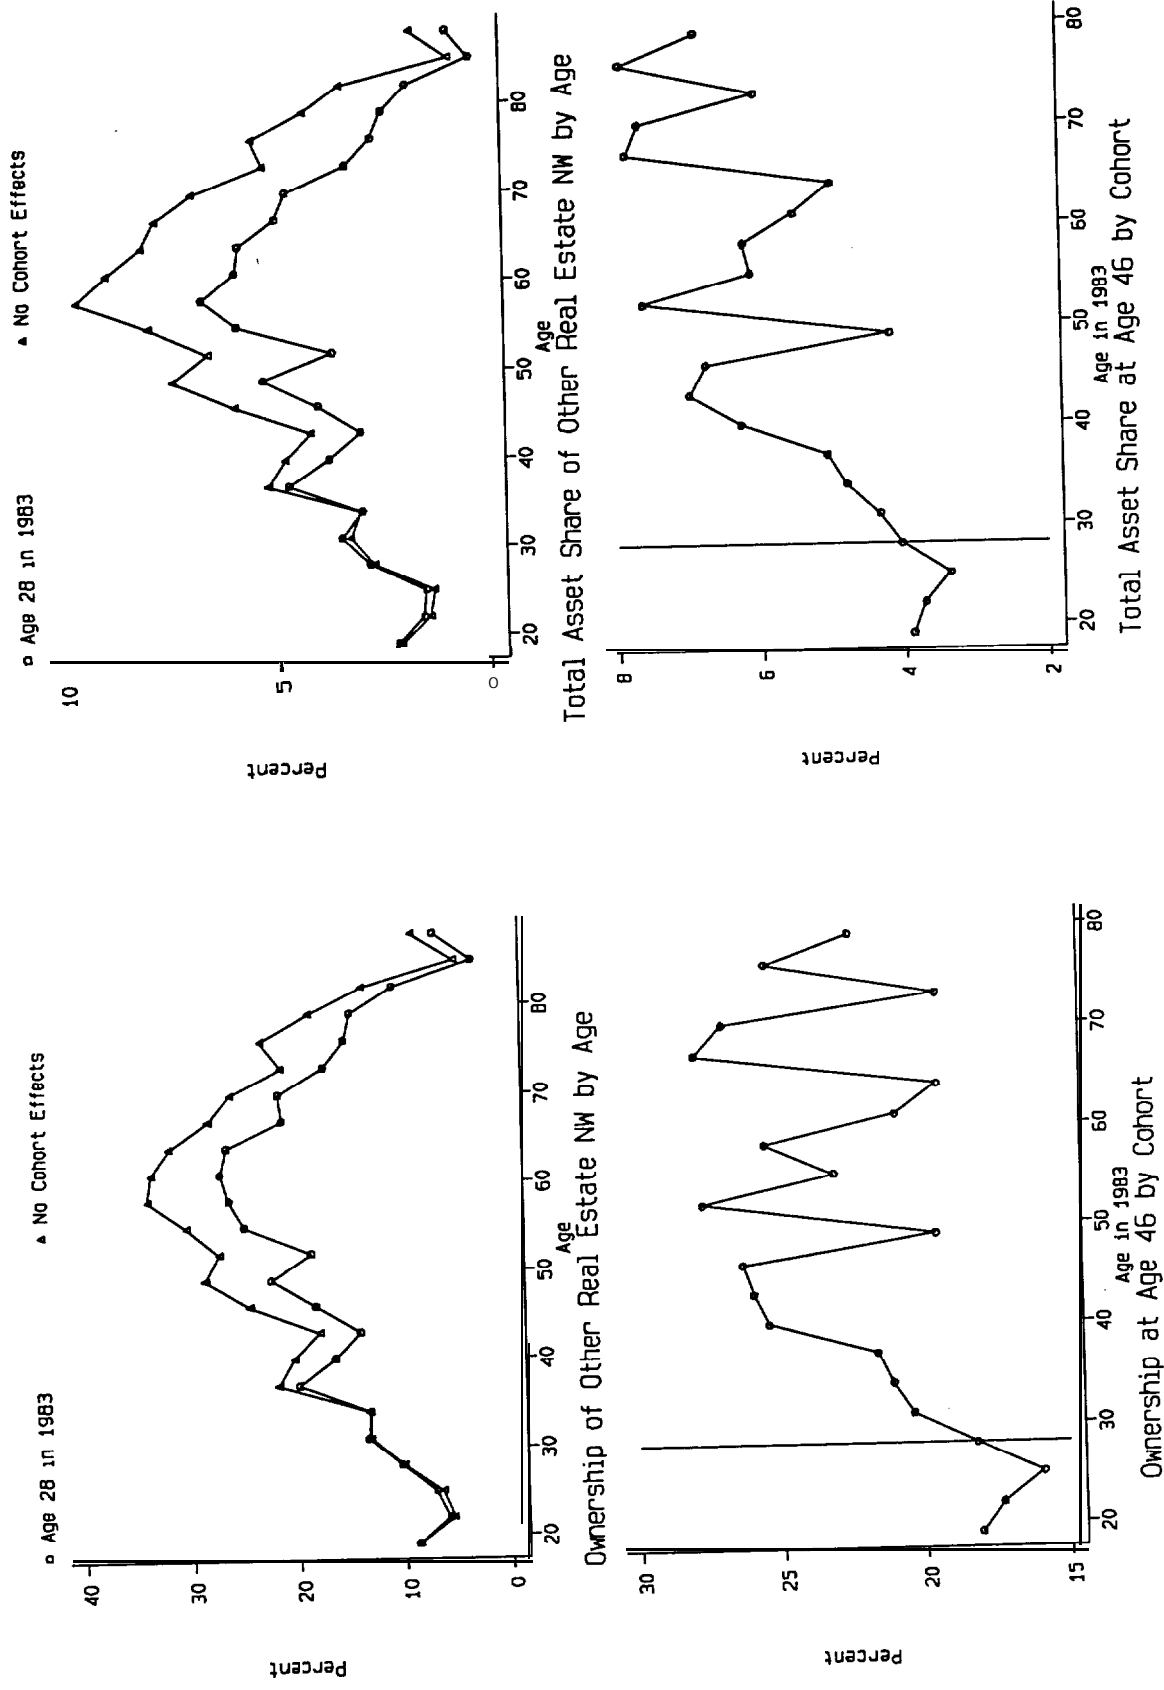 □ Age 28 in 1983 ▲ No Cohort Effects
Percent
40
30
20
10
0
20 30 40 50 60 70 80
Age
Ownership of Other Real Estate NW by Age
Percent
30
25
20
15
20 30 40 50 60 70 80
Age in 1983
Ownership at Age 46 by Cohort
□ Age 28 in 1983 ▲ No Cohort Effects
Percent
10
5
0
20 30 40 50 60 70 80
Age
Total Asset Share of Other Real Estate NW by Age
Percent
8
6
4
2
20 30 40 50 60 70 80
Age in 1983
Total Asset Share at Age 46 by Cohort